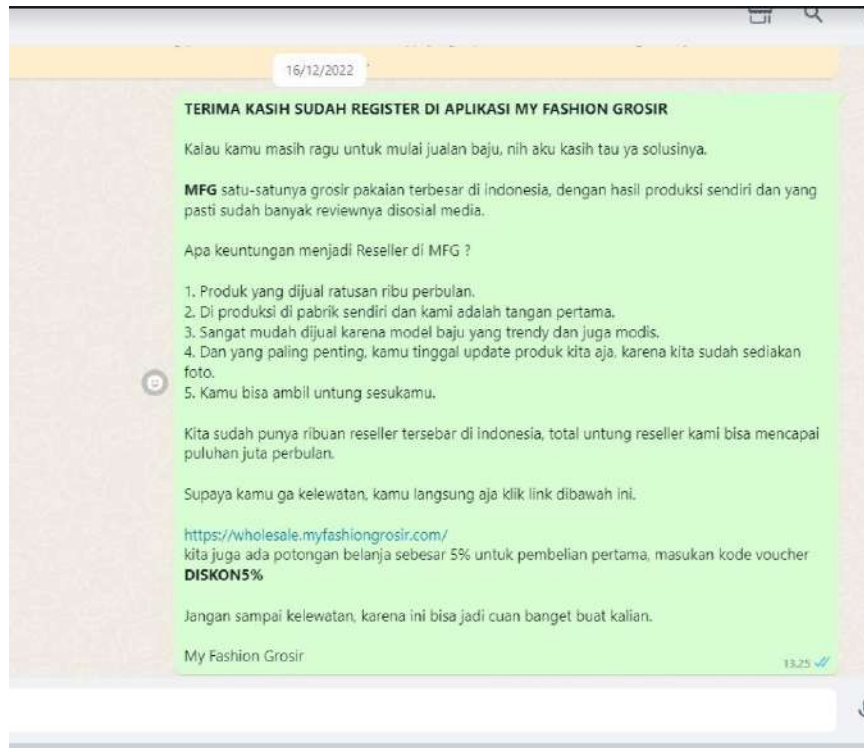 16/12/2022
TERIMA KASIH SUDAH REGISTER DI APLIKASI MY FASHION GROSIR
Kalau kamu masih ragu untuk mulai jualan baju, nih aku kasih tau ya solusinya.
MFG satu-satunya grosir pakaian terbesar di indonesia, dengan hasil produksi sendiri dan yang
pasti sudah banyak reviewnya disosial media.
Apa keuntungan menjadi Reseller di MFG ?
1. Produk yang dijual ratusan ribu perbulan.
2. Di produksi di pabrik sendiri dan kami adalah tangan pertama.
3. Sangat mudah dijual karena model baju yang trendy dan juga modis.
4. Dan yang paling penting, kamu tinggal update produk kita aja, karena kita sudah sediakan
foto.
5. Kamu bisa ambil untung sesukamu.
Kita sudah punya ribuan reseller tersebar di indonesia, total untung reseller kami bisa mencapai
puluhan juta perbulan.
Supaya kamu ga kelewatan, kamu langsung aja klik link dibawah ini.
https://wholesale.myfashiongrosir.com/
kita juga ada potongan belanja sebesar 5% untuk pembelian pertama, masukan kode voucher
DISKON5%
Jangan sampai kelewatan, karena ini bisa jadi cuan banget buat kalian.
My Fashion Grosir
13.25